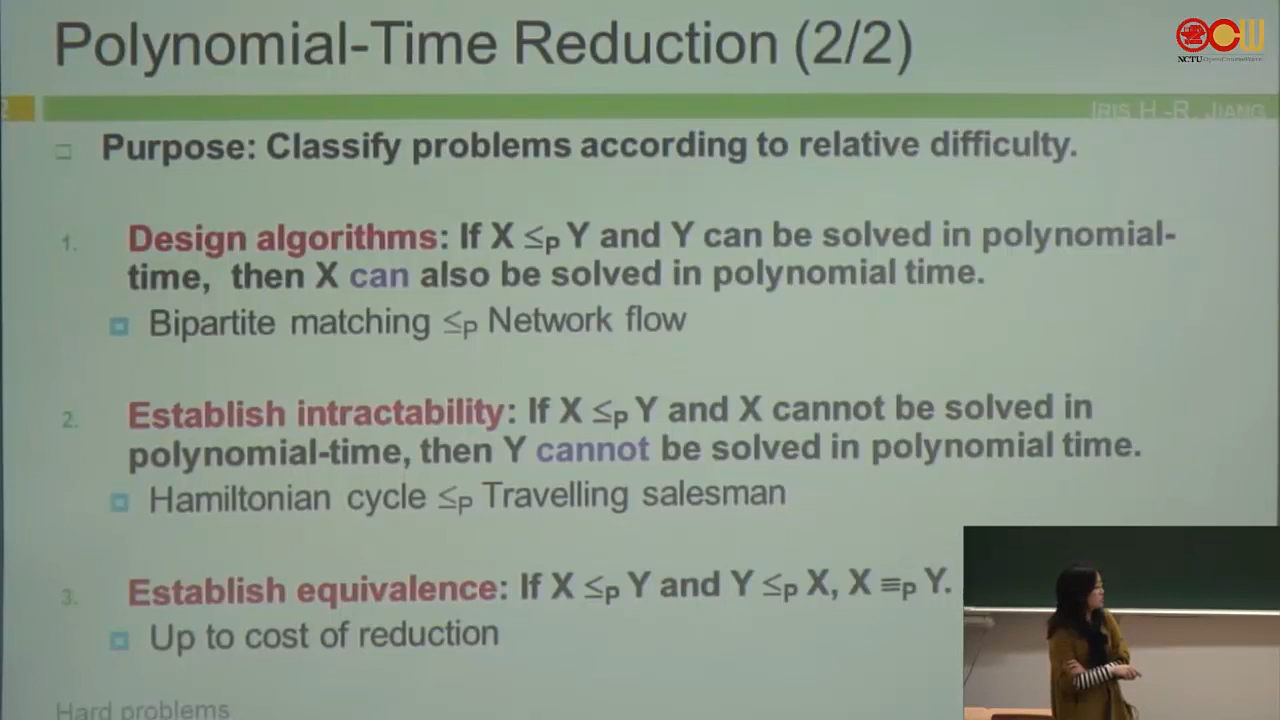 Polynomial-Time Reduction (2/2)
NCTU OpenCourseWare
2
IRIS H.-R. JIANG
Purpose: Classify problems according to relative difficulty.
1. Design algorithms: If X ≤P Y and Y can be solved in polynomial-
time, then X can also be solved in polynomial time.
Bipartite matching ≤P Network flow
2. Establish intractability: If X ≤P Y and X cannot be solved in
polynomial-time, then Y cannot be solved in polynomial time.
Hamiltonian cycle ≤P Travelling salesman
3. Establish equivalence: If X ≤P Y and Y ≤P X, X ≡P Y.
Up to cost of reduction
Hard problems